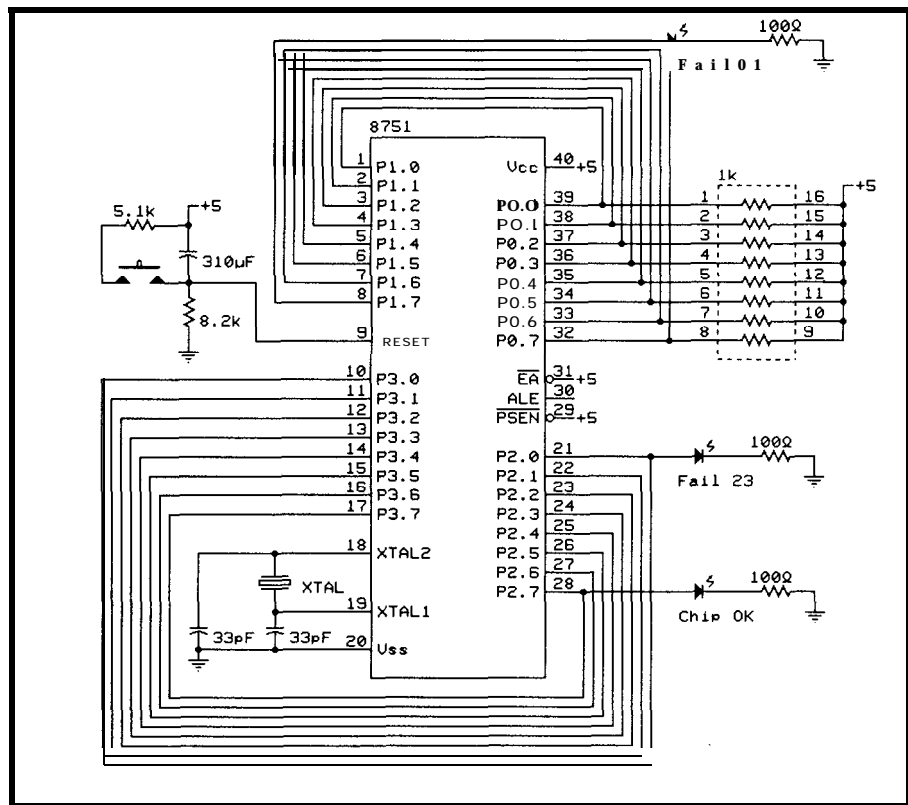 100Ω
Fail01
8751
1 P1.0
2 P1.1
3 P1.2
4 P1.3
5 P1.4
6 P1.5
7 P1.6
8 P1.7
9 RESET
10 P3.0
11 P3.1
12 P3.2
13 P3.3
14 P3.4
15 P3.5
16 P3.6
17 P3.7
18 XTAL2
19 XTAL1
20 Vss
Vcc 40 +5
P0.0 39
P0.1 38
P0.2 37
P0.3 36
P0.4 35
P0.5 34
P0.6 33
P0.7 32
EA 31 +5
ALE 30
PSEN 29 +5
P2.0 21
P2.1 22
P2.2 23
P2.3 24
P2.4 25
P2.5 26
P2.6 27
P2.7 28
5.1k
+5
310µF
8.2k
XTAL
33pF
33pF
1k
+5
1 16
2 15
3 14
4 13
5 12
6 11
7 10
8 9
100Ω
Fail 23
100Ω
Chip OK